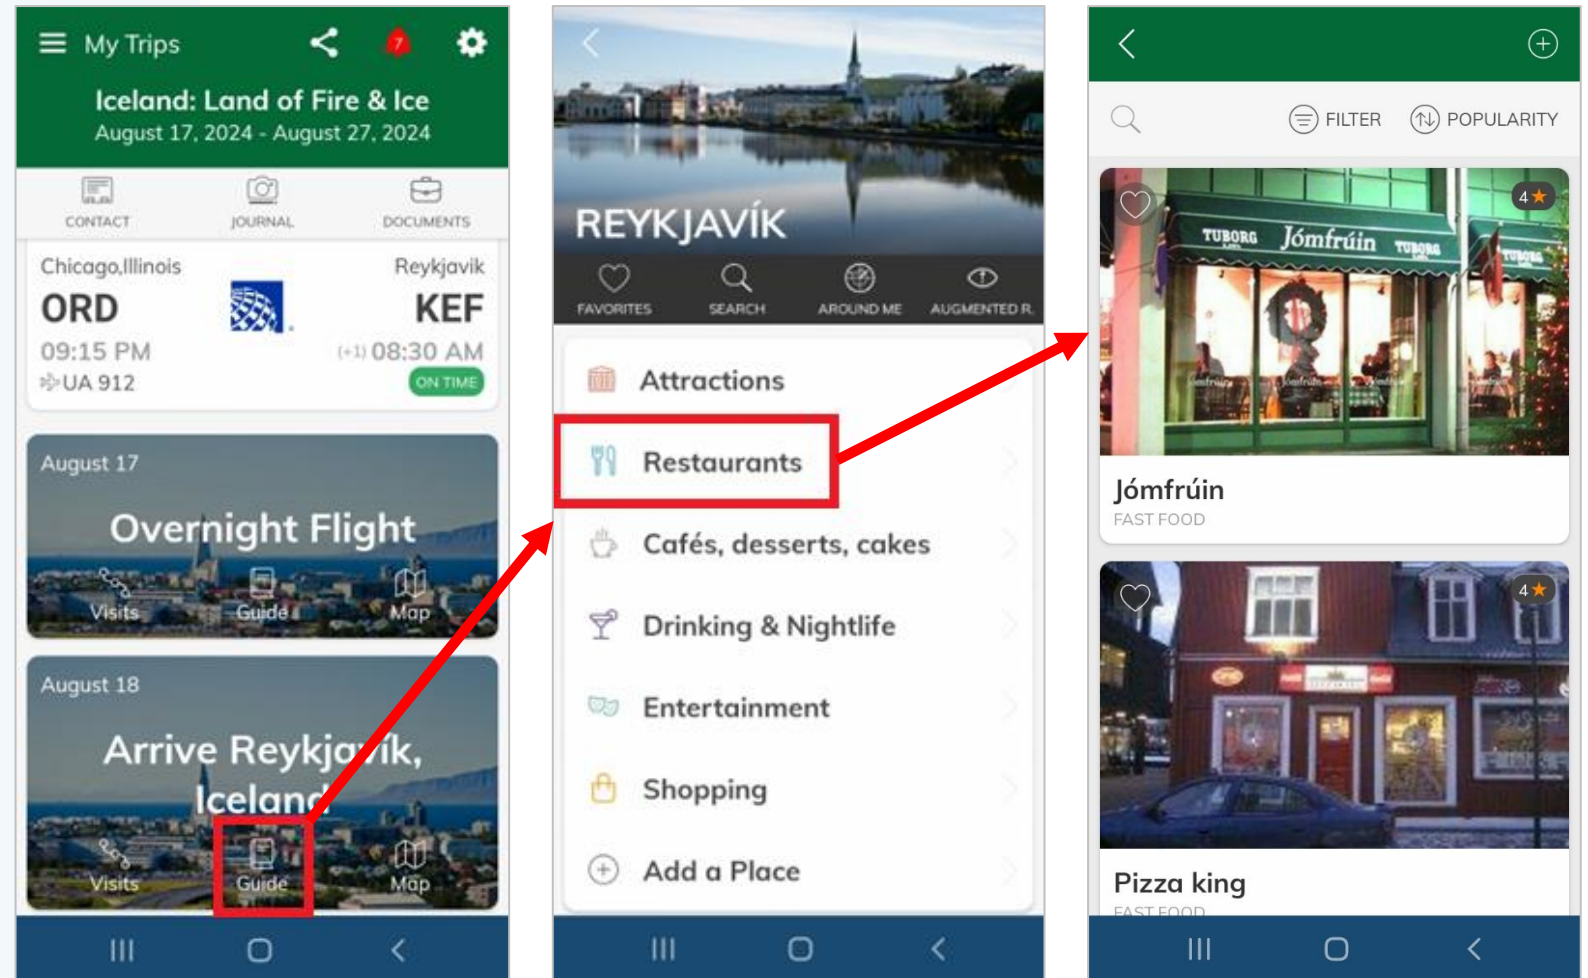 My Trips
7
Iceland: Land of Fire & Ice
August 17, 2024 - August 27, 2024
CONTACT
JOURNAL
DOCUMENTS
Chicago,Illinois
Reykjavik
ORD
KEF
09:15 PM
(+1) 08:30 AM
UA 912
ON TIME
August 17
Overnight Flight
Visits
Guide
Map
August 18
Arrive Reykjavík,
Iceland
Visits
Guide
Map
REYKJAVÍK
FAVORITES
SEARCH
AROUND ME
AUGMENTED R.
Attractions
Restaurants
Cafés, desserts, cakes
Drinking & Nightlife
Entertainment
Shopping
Add a Place
FILTER
POPULARITY
4
TUBORG
Jómfrúin
TUBORG
TUBORG
Jómfrúin
Jómfrúin
FAST FOOD
4
Pizza king
FAST FOOD